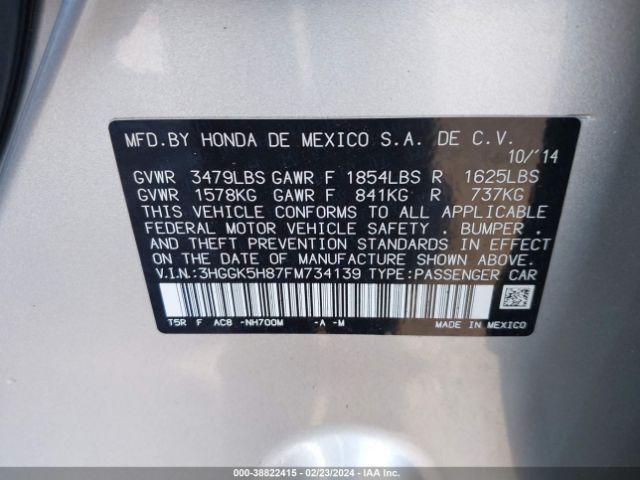 MFD.BY HONDA DE MEXICO S.A. DE C.V.
10/'14
GVWR 3479LBS GAWR F 1854LBS R 1625LBS
GVWR 1578KG GAWR F 841KG R 737KG
THIS VEHICLE CONFORMS TO ALL APPLICABLE
FEDERAL MOTOR VEHICLE SAFETY . BUMPER .
AND THEFT PREVENTION STANDARDS IN EFFECT
ON THE DATE OF MANUFACTURE SHOWN ABOVE.
V.I.N.:3HGGK5H87FM734139 TYPE:PASSENGER CAR
T5R F AC8 -NH700M -A -M MADE IN MEXICO
000-38822415 - 02/23/2024 - IAAI.COM